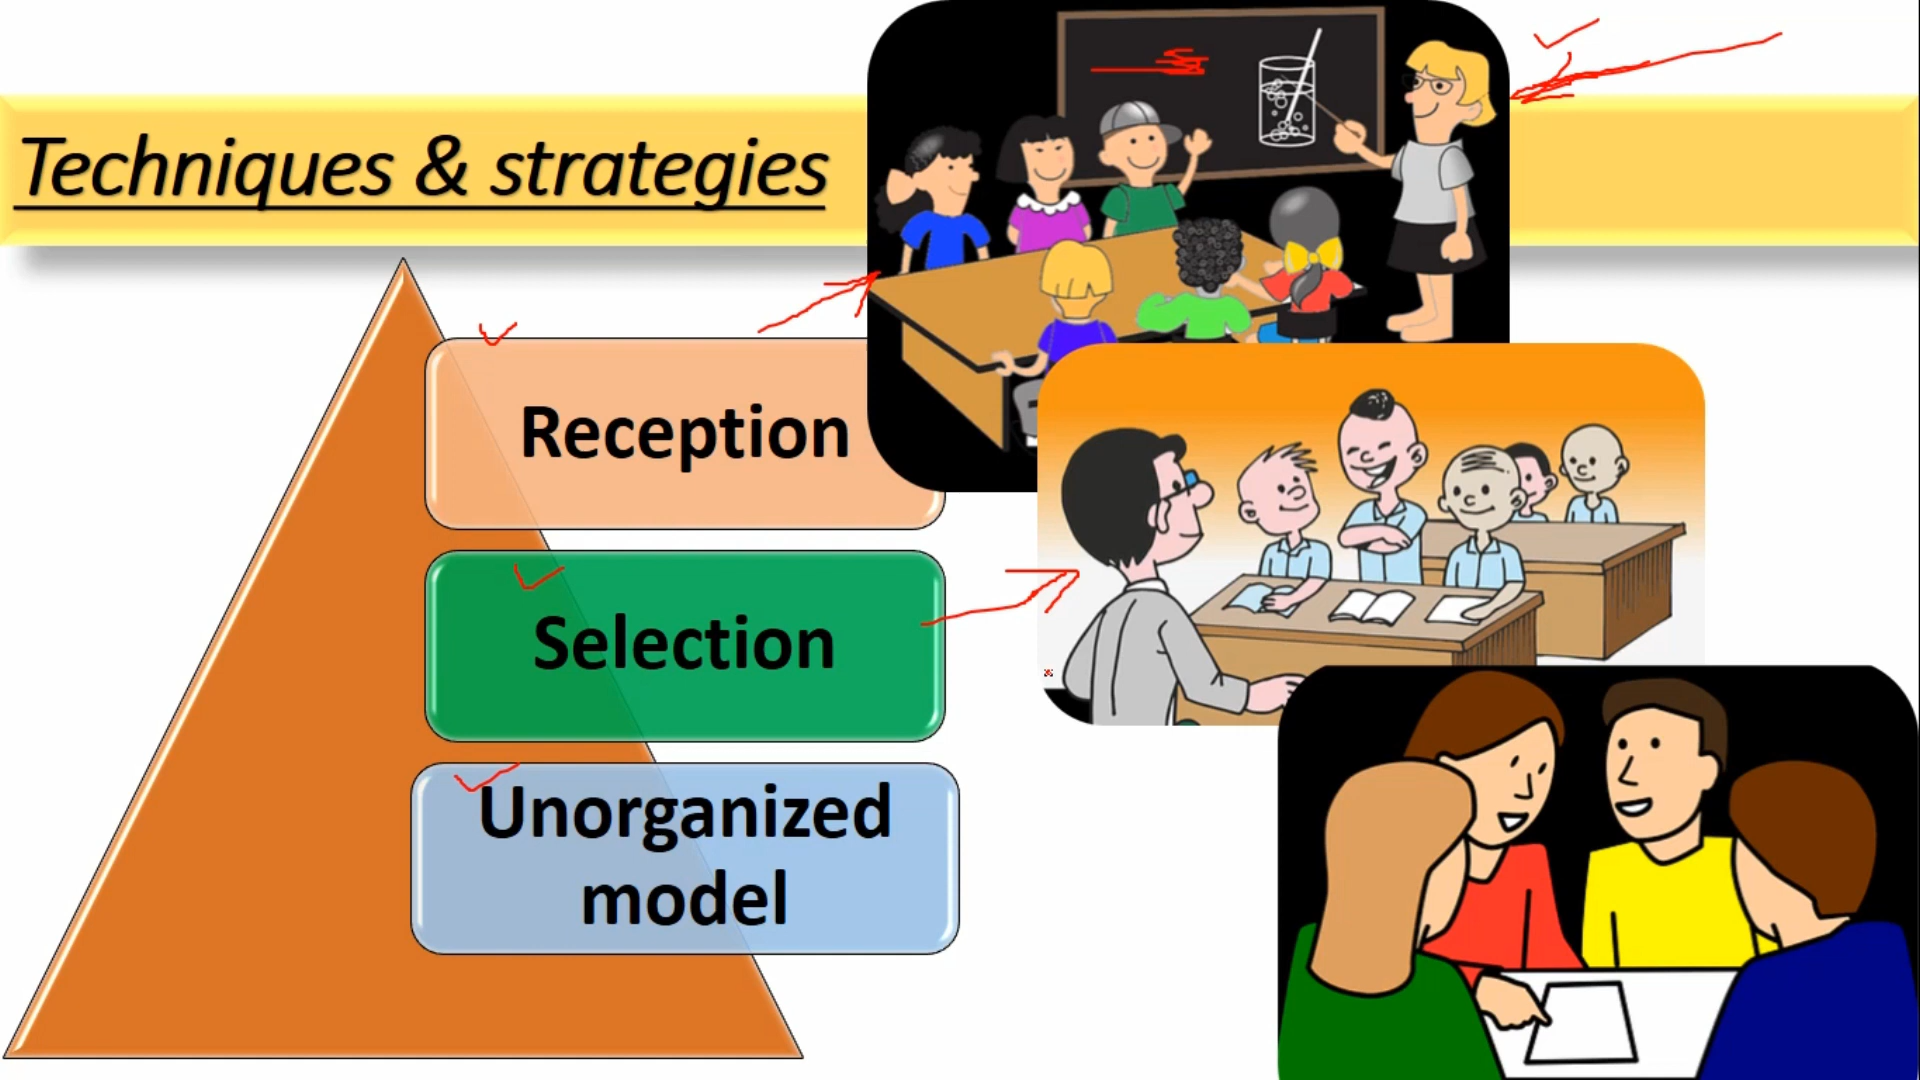 Techniques & strategies
Reception
Selection
Unorganized
model